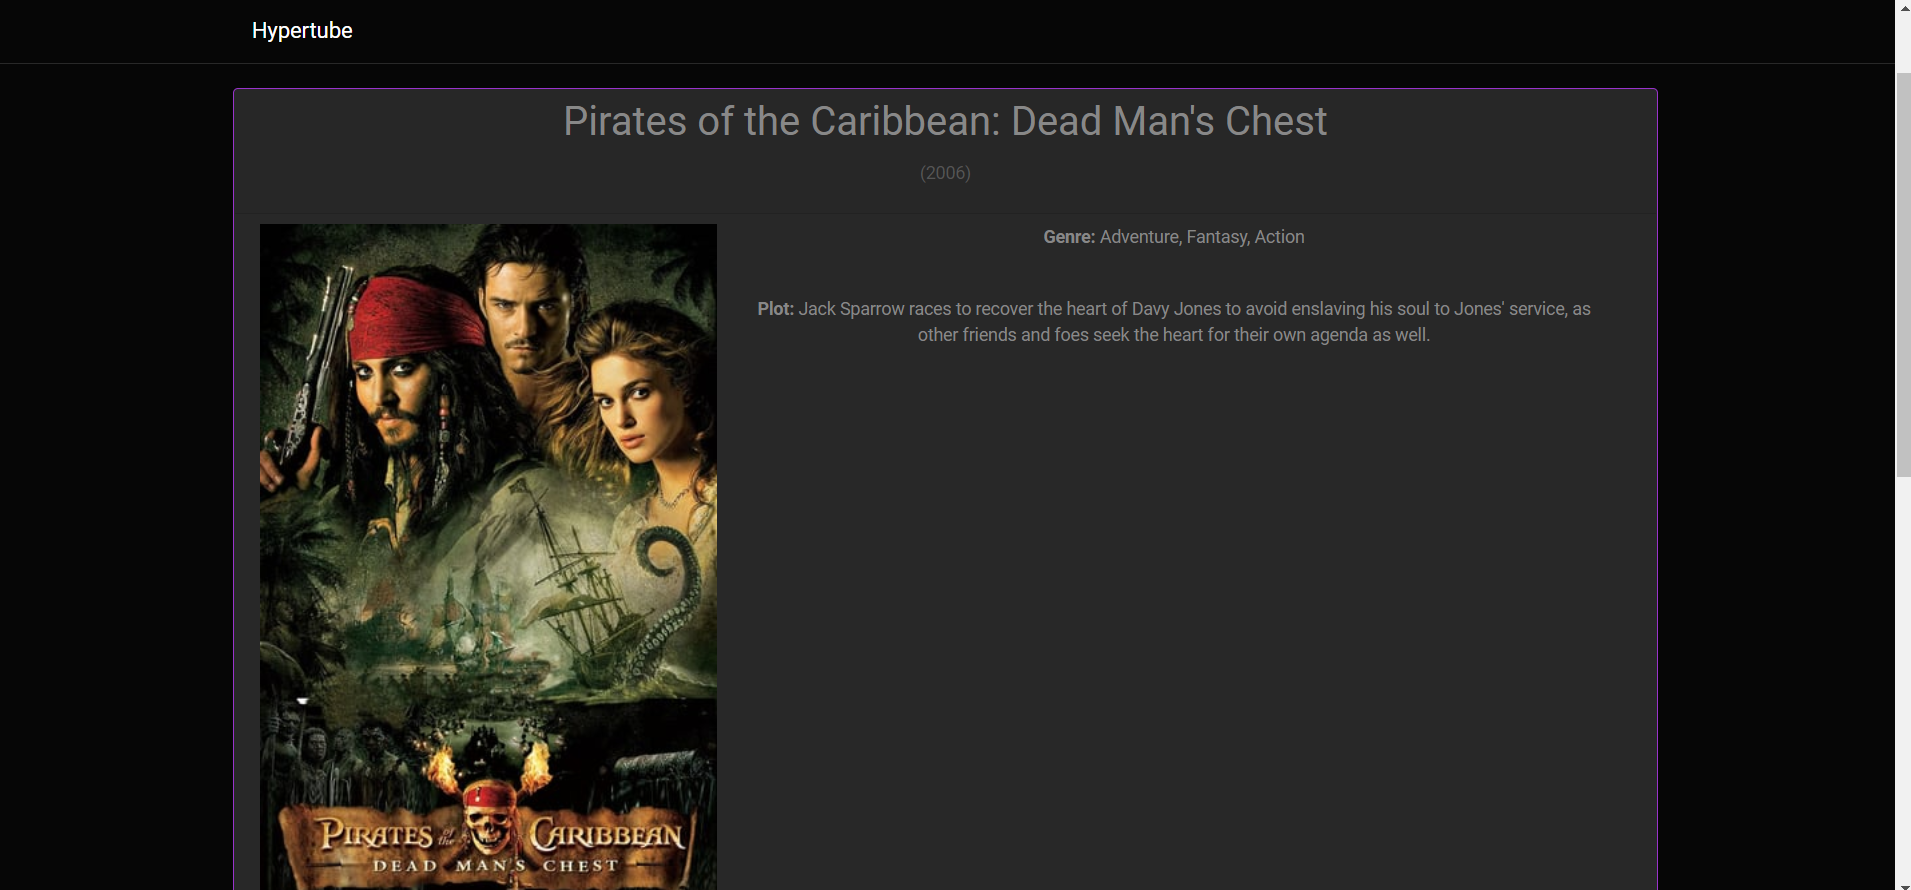 Hypertube
Pirates of the Caribbean: Dead Man's Chest
(2006)
Genre: Adventure, Fantasy, Action
Plot: Jack Sparrow races to recover the heart of Davy Jones to avoid enslaving his soul to Jones' service, as
other friends and foes seek the heart for their own agenda as well.
PIRATES of the CARIBBEAN
DEAD MAN'S CHEST